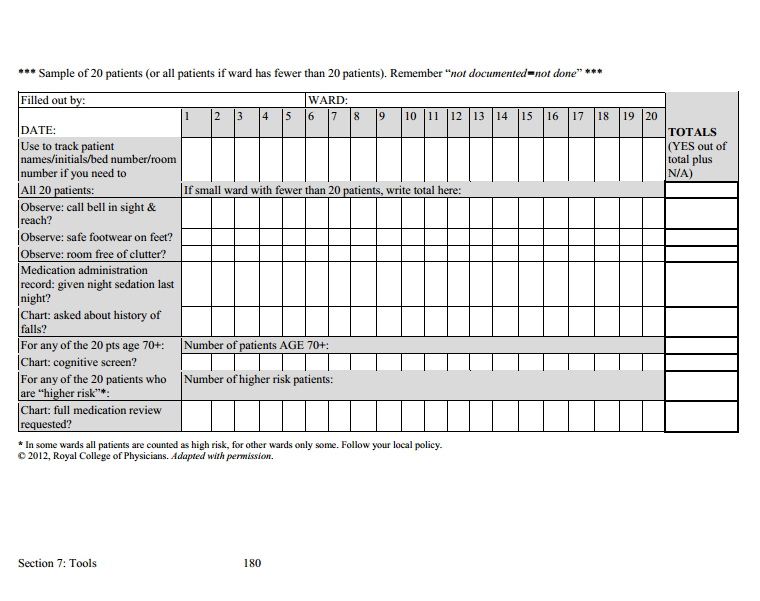 *** Sample of 20 patients (or all patients if ward has fewer than 20 patients). Remember “not documented=not done” ***
Filled out by: WARD:
DATE: 1 2 3 4 5 6 7 8 9 10 11 12 13 14 15 16 17 18 19 20
TOTALS
(YES out of
total plus
N/A)
Use to track patient
names/initials/bed number/room
number if you need to
All 20 patients: If small ward with fewer than 20 patients, write total here:
Observe: call bell in sight &
reach?
Observe: safe footwear on feet?
Observe: room free of clutter?
Medication administration
record: given night sedation last
night?
Chart: asked about history of
falls?
For any of the 20 pts age 70+: Number of patients AGE 70+:
Chart: cognitive screen?
For any of the 20 patients who
are “higher risk”*:
Number of higher risk patients:
Chart: full medication review
requested?
* In some wards all patients are counted as high risk, for other wards only some. Follow your local policy.
© 2012, Royal College of Physicians. Adapted with permission.
Section 7: Tools 180